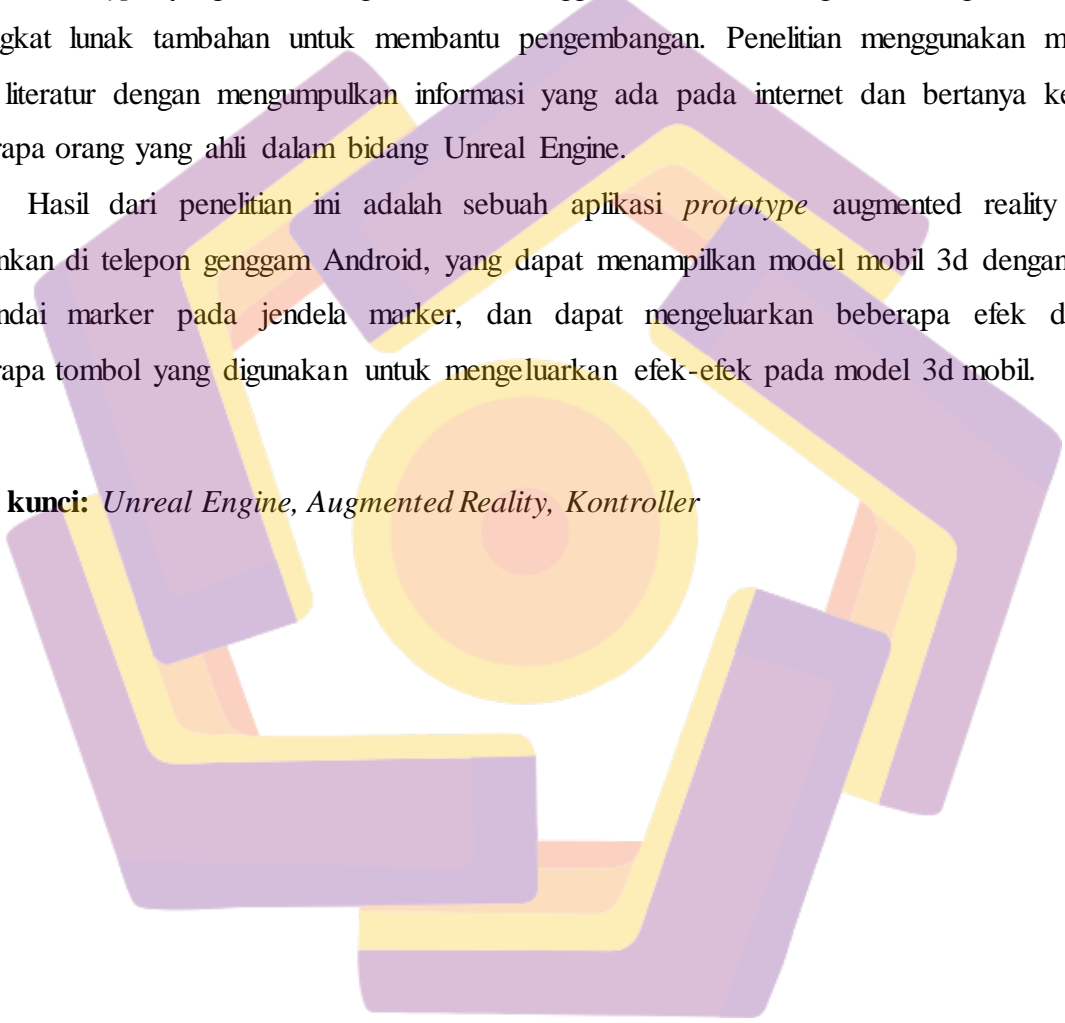 ngkat lunak tambahan untuk membantu pengembangan. Penelitian menggunakan m
literatur dengan mengumpulkan informasi yang ada pada internet dan bertanya ke
rapa orang yang ahli dalam bidang Unreal Engine.
Hasil dari penelitian ini adalah sebuah aplikasi prototype augmented reality
nkan di telepon genggam Android, yang dapat menampilkan model mobil 3d dengan
ndai marker pada jendela marker, dan dapat mengeluarkan beberapa efek d
rapa tombol yang digunakan untuk mengeluarkan efek-efek pada model 3d mobil.
kunci: Unreal Engine, Augmented Reality, Kontroller